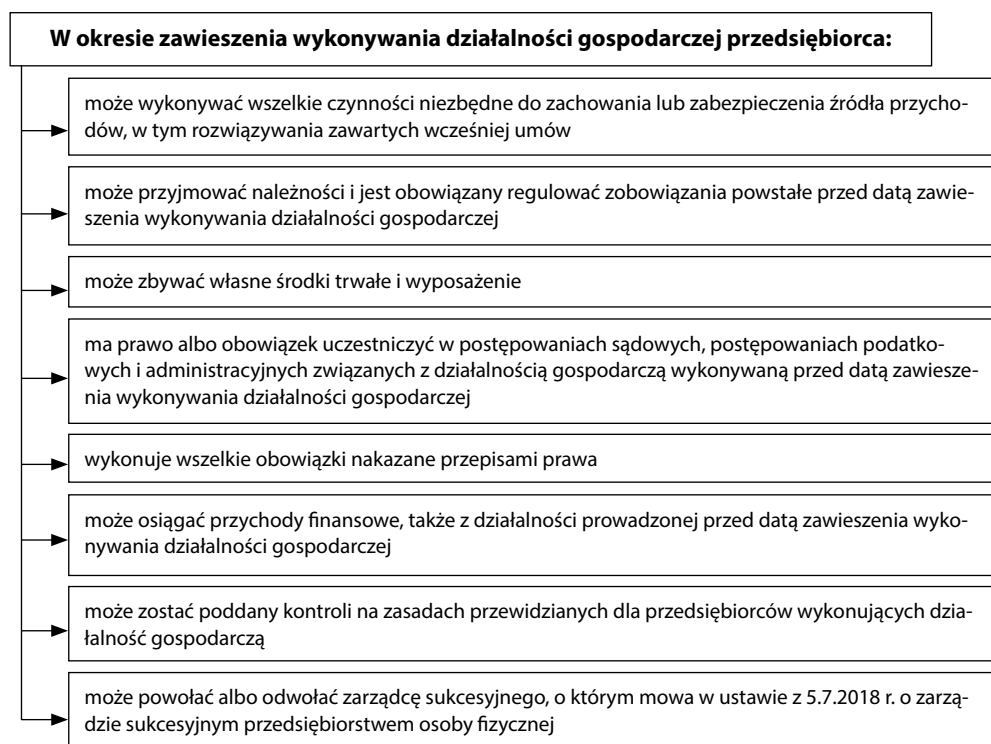 W okresie zawieszenia wykonywania działalności gospodarczej przedsiębiorca:
może wykonywać wszelkie czynności niezbędne do zachowania lub zabezpieczenia źródła przycho-
dów, w tym rozwiązywania zawartych wcześniej umów
może przyjmować należności i jest obowiązany regulować zobowiązania powstałe przed datą zawie-
szenia wykonywania działalności gospodarczej
może zbywać własne środki trwałe i wyposażenie
ma prawo albo obowiązek uczestniczyć w postępowaniach sądowych, postępowaniach podatko-
wych i administracyjnych związanych z działalnością gospodarczą wykonywaną przed datą zawiesze-
nia wykonywania działalności gospodarczej
wykonuje wszelkie obowiązki nakazane przepisami prawa
może osiągać przychody finansowe, także z działalności prowadzonej przed datą zawieszenia wyko-
nywania działalności gospodarczej
może zostać poddany kontroli na zasadach przewidzianych dla przedsiębiorców wykonujących dzia-
łalność gospodarczą
może powołać albo odwołać zarządcę sukcesyjnego, o którym mowa w ustawie z 5.7.2018 r. o zarzą-
dzie sukcesyjnym przedsiębiorstwem osoby fizycznej